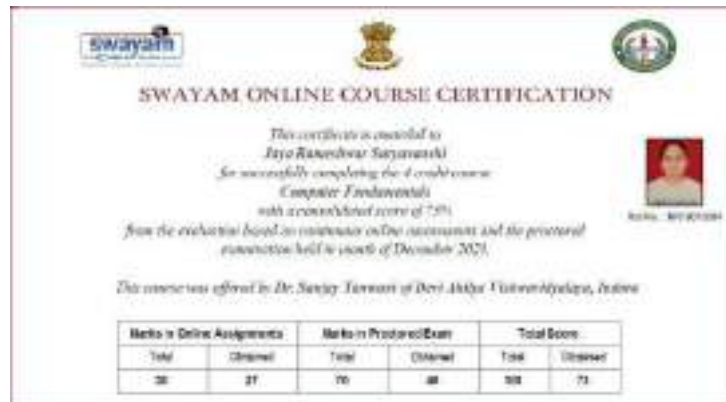 swayam
SWAYAM ONLINE COURSE CERTIFICATION
This certificate is awarded to
Jaya Rameshwar Suryavanshi
for successfully completing the 4 credit course
Computer Fundamentals
with a consolidated score of %
from the evaluation based on continuous online assessments and the proctored
examination held in month of December 2021.
Roll No.
This course was offered by Dr. Sanjay Tanwani of Devi Ahilya Vishwavidyalaya, Indore
Marks in Online Assignments Marks in Proctored Exam Total Score
Total Obtained Total Obtained Total Obtained
30 27 70 100 73